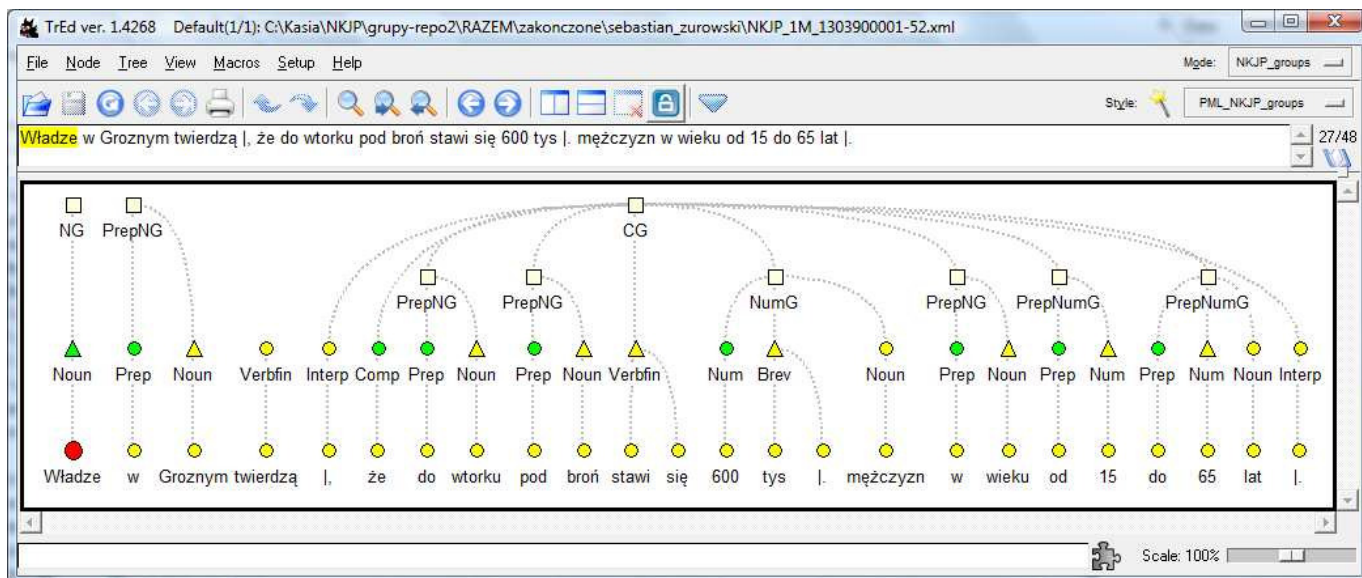 TrEd ver. 1.4268 Default(1/1): C:\Kasia\NKJP\grupy-repo2\RAZEM\zakonczone\sebastian_zurowski\NKJP_1M_1303900001-52.xml
File Node Tree View Macros Setup Help Mode: NKJP_groups
Style: PML_NKJP_groups
Władze w Groznym twierdzą |, że do wtorku pod broń stawi się 600 tys |. mężczyzn w wieku od 15 do 65 lat |. 27/48
NG PrepNG CG
PrepNG PrepNG NumG PrepNG PrepNumG PrepNumG
Noun Prep Noun Verbfin Interp Comp Prep Noun Prep Noun Verbfin Num Brev Noun Prep Noun Prep Num Prep Num Noun Interp
Władze w Groznym twierdzą |, że do wtorku pod broń stawi się 600 tys |. mężczyzn w wieku od 15 do 65 lat |.
Scale: 100%